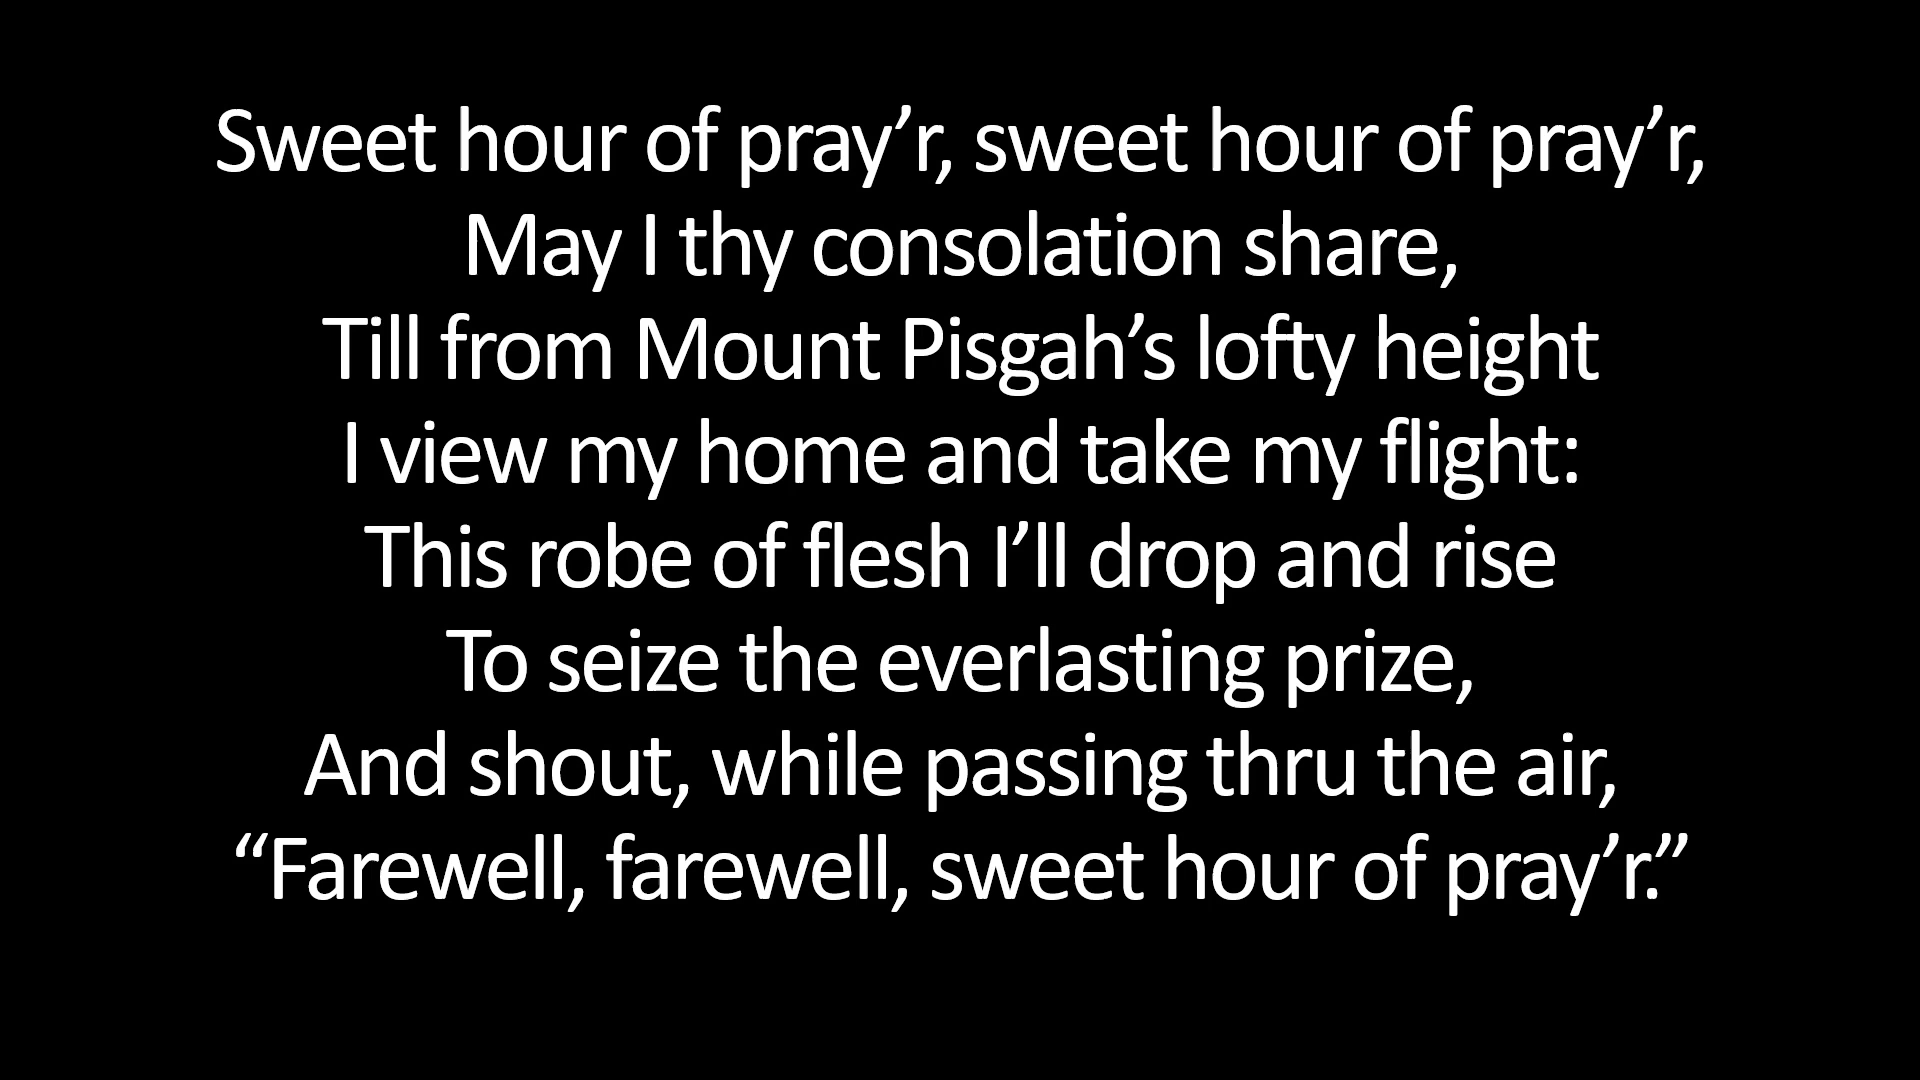 Sweet hour of pray’r, sweet hour of pray’r,
May I thy consolation share,
Till from Mount Pisgah’s lofty height
I view my home and take my flight:
This robe of flesh I’ll drop and rise
To seize the everlasting prize,
And shout, while passing thru the air,
“Farewell, farewell, sweet hour of pray’r.”